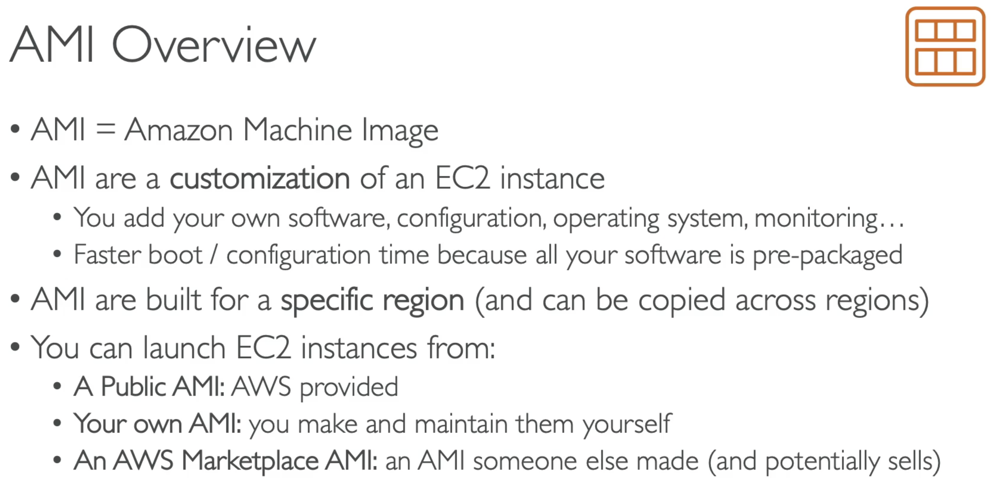 AMI Overview
• AMI = Amazon Machine Image
• AMI are a customization of an EC2 instance
• You add your own software, configuration, operating system, monitoring…
• Faster boot / configuration time because all your software is pre-packaged
• AMI are built for a specific region (and can be copied across regions)
• You can launch EC2 instances from:
• A Public AMI: AWS provided
• Your own AMI: you make and maintain them yourself
• An AWS Marketplace AMI: an AMI someone else made (and potentially sells)